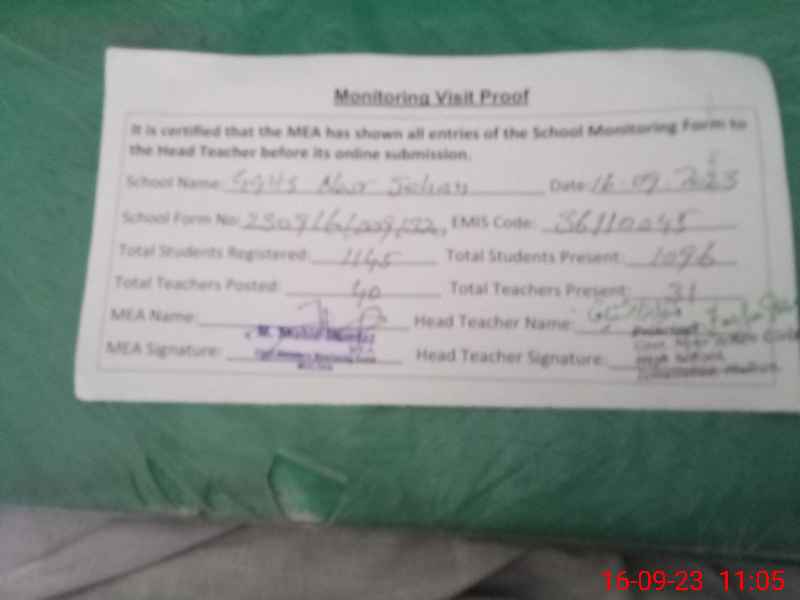 Monitoring Visit Proof
It is certified that the MEA has shown all entries of the School Monitoring Form to
the Head Teacher before its online submission.
School Name: GGHS Noor Jehan Date: 16-09-2023
School Form No: EMIS Code: 36110045
Total Students Registered: 1145 Total Students Present: 1096
Total Teachers Posted: 40 Total Teachers Present: 31
MEA Name: Head Teacher Name:
MEA Signature: Head Teacher Signature:
16-09-23 11:05